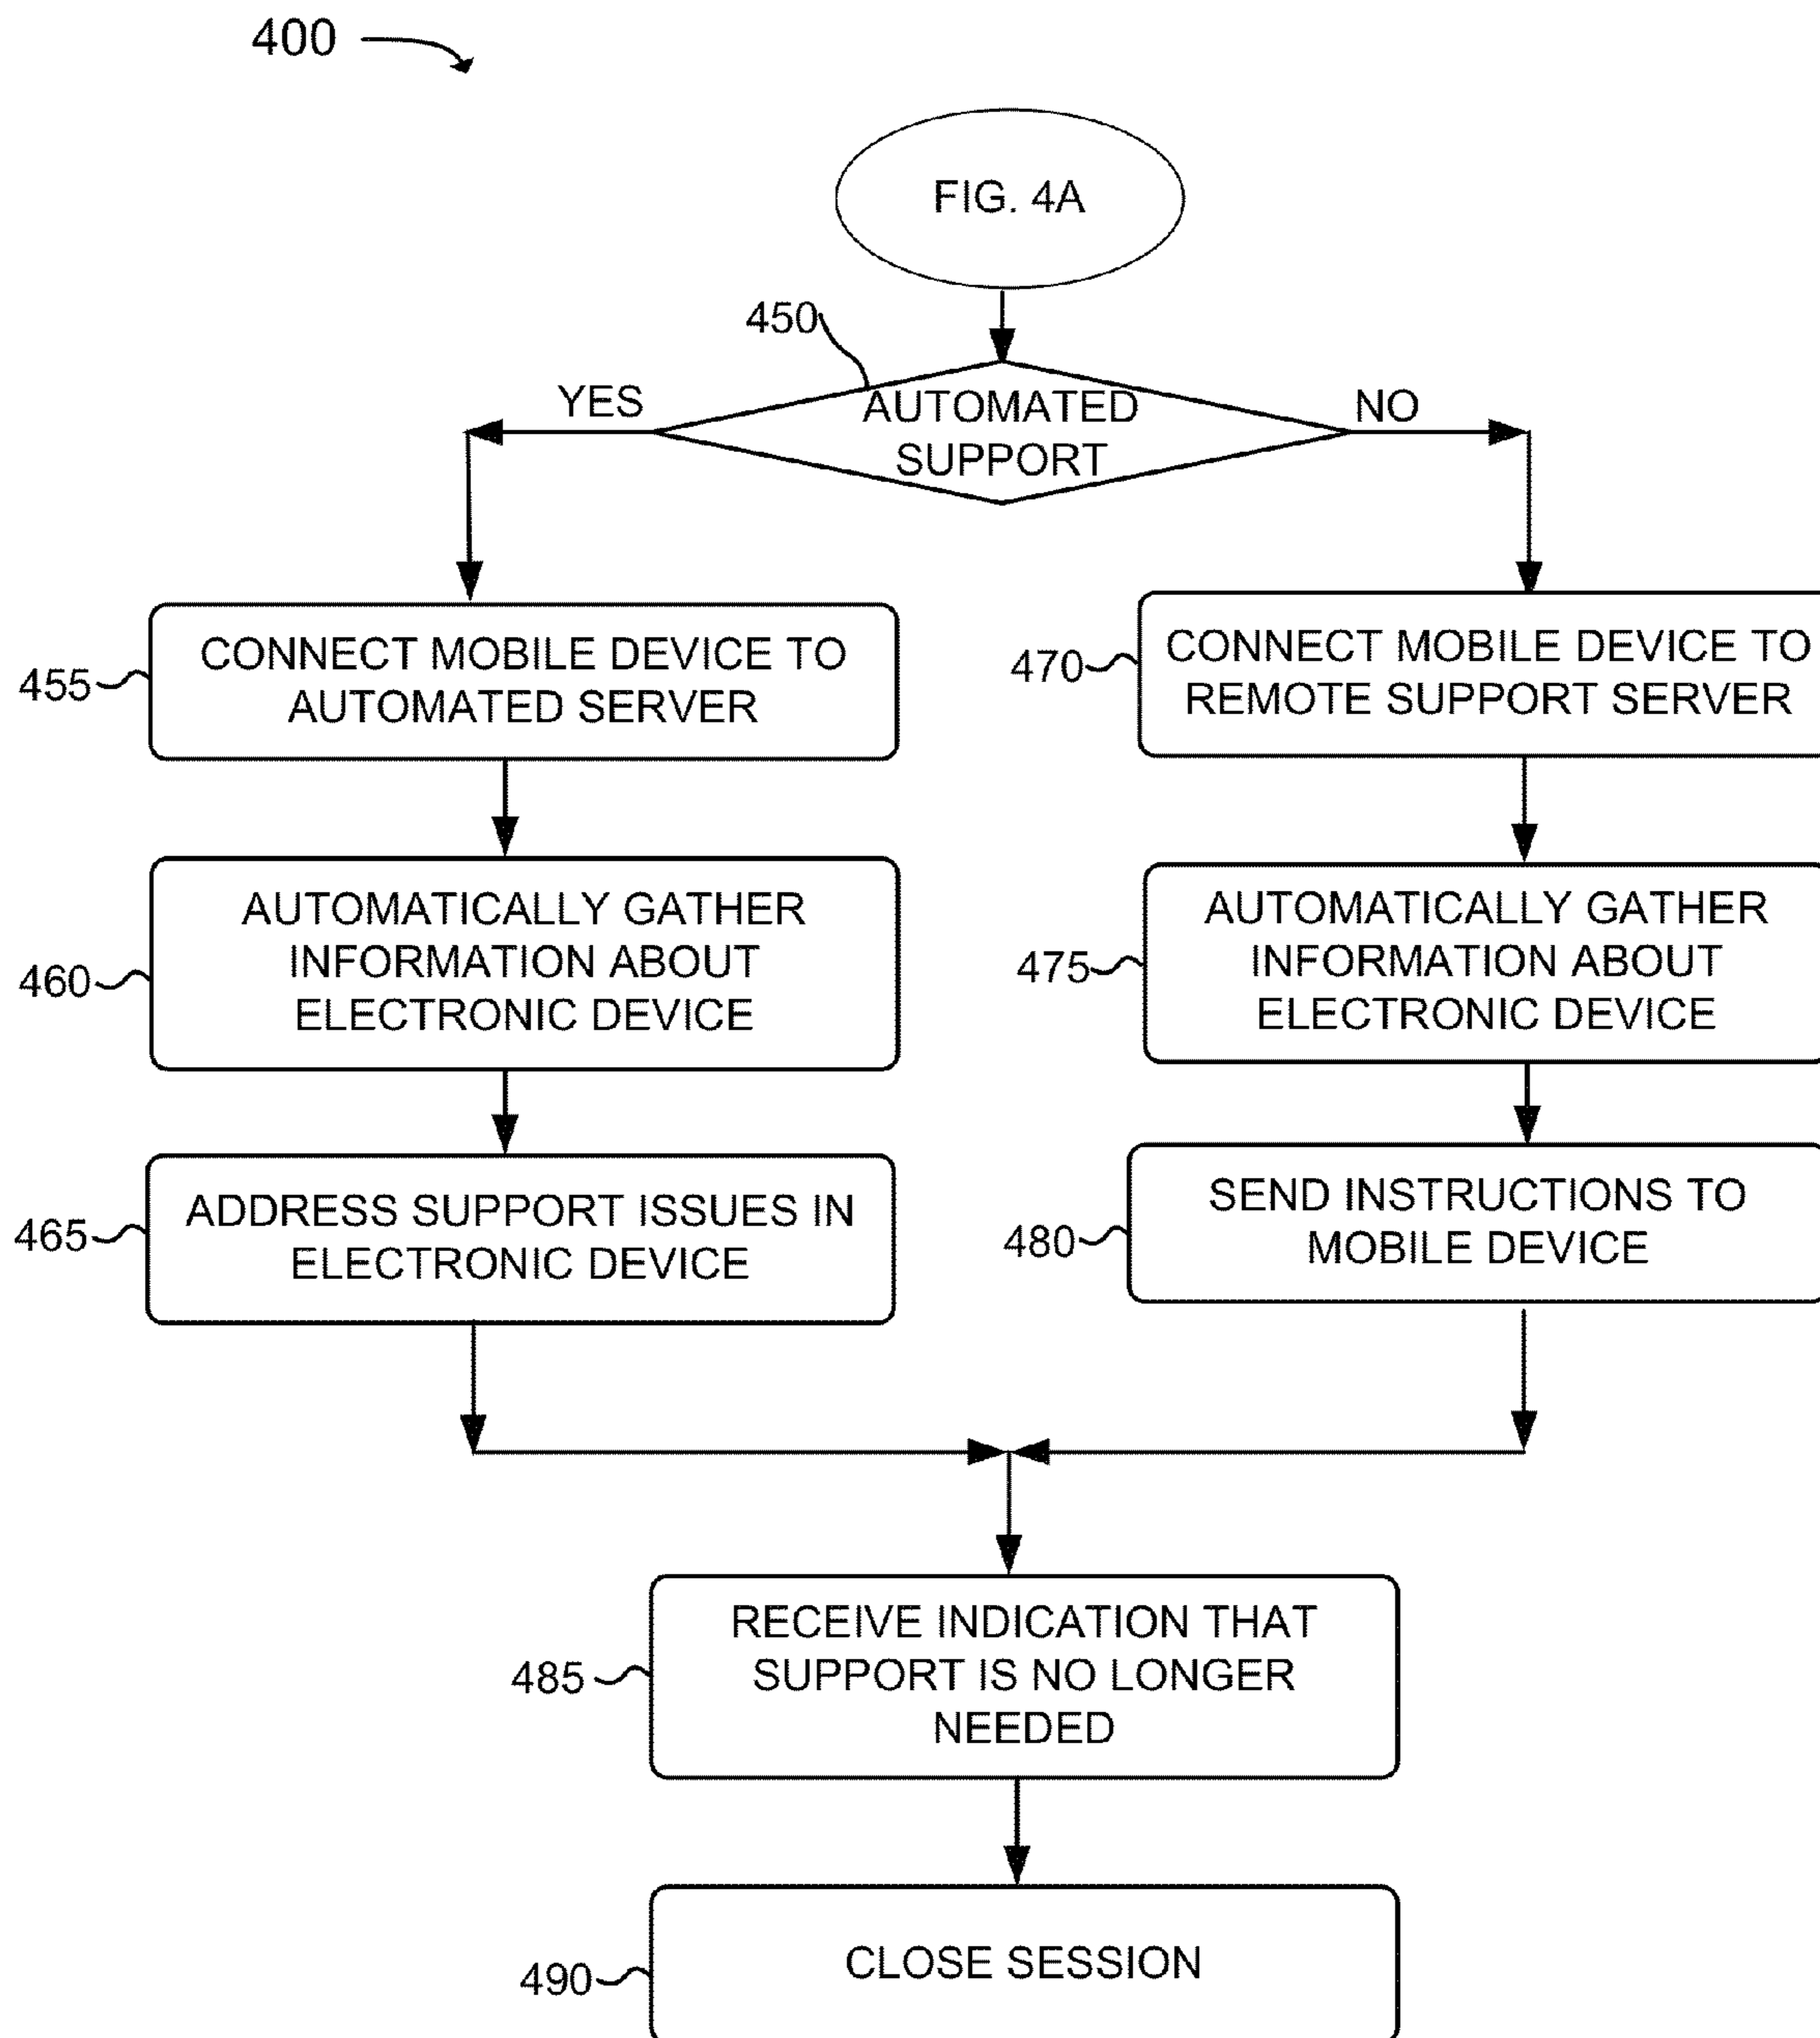 400
FIG. 4A
450
YES
AUTOMATED
SUPPORT
NO
455
CONNECT MOBILE DEVICE TO
AUTOMATED SERVER
470
CONNECT MOBILE DEVICE TO
REMOTE SUPPORT SERVER
460
AUTOMATICALLY GATHER
INFORMATION ABOUT
ELECTRONIC DEVICE
475
AUTOMATICALLY GATHER
INFORMATION ABOUT
ELECTRONIC DEVICE
465
ADDRESS SUPPORT ISSUES IN
ELECTRONIC DEVICE
480
SEND INSTRUCTIONS TO
MOBILE DEVICE
485
RECEIVE INDICATION THAT
SUPPORT IS NO LONGER
NEEDED
490
CLOSE SESSION